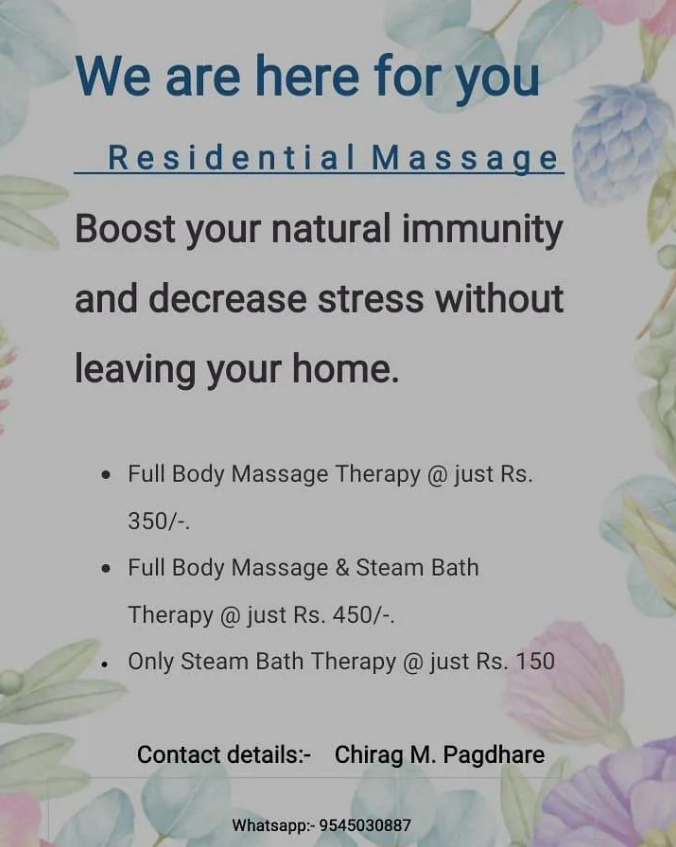 We are here for you
Residential Massage
Boost your natural immunity
and decrease stress without
leaving your home.
• Full Body Massage Therapy @ just Rs.
350/-.
• Full Body Massage & Steam Bath
Therapy @ just Rs. 450/-.
• Only Steam Bath Therapy @ just Rs. 150
Contact details:- Chirag M. Pagdhare
Whatsapp:- 9545030887